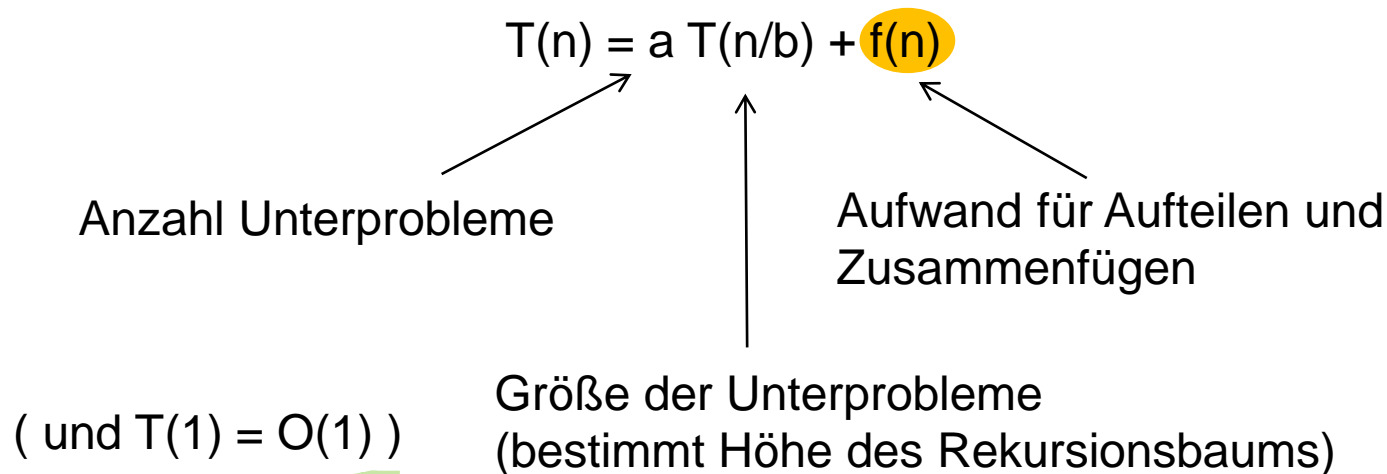 T(n) = a T(n/b) + f(n)
Anzahl Unterprobleme
Aufwand für Aufteilen und
Zusammenfügen
Größe der Unterprobleme
(bestimmt Höhe des Rekursionsbaums)
( und T(1) = O(1) )